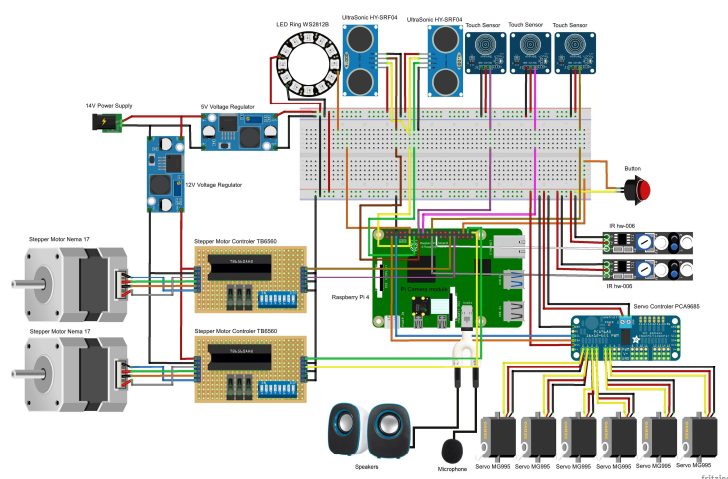 LED Ring WS2812B
UltraSonic HY-SRF04
UltraSonic HY-SRF04
Touch Sensor
Touch Sensor
Touch Sensor
14V Power Supply
5V Voltage Regulator
12V Voltage Regulator
Button
Stepper Motor Nema 17
Stepper Motor Controler TB6560
IR hw-006
IR hw-006
Raspberry PI 4
Pi Camera module
Servo Controler PCA9685
Stepper Motor Nema 17
Stepper Motor Controler TB6560
Speakers
Microphone
Servo MG995
Servo MG995
Servo MG995
Servo MG995
Servo MG995
Servo MG995